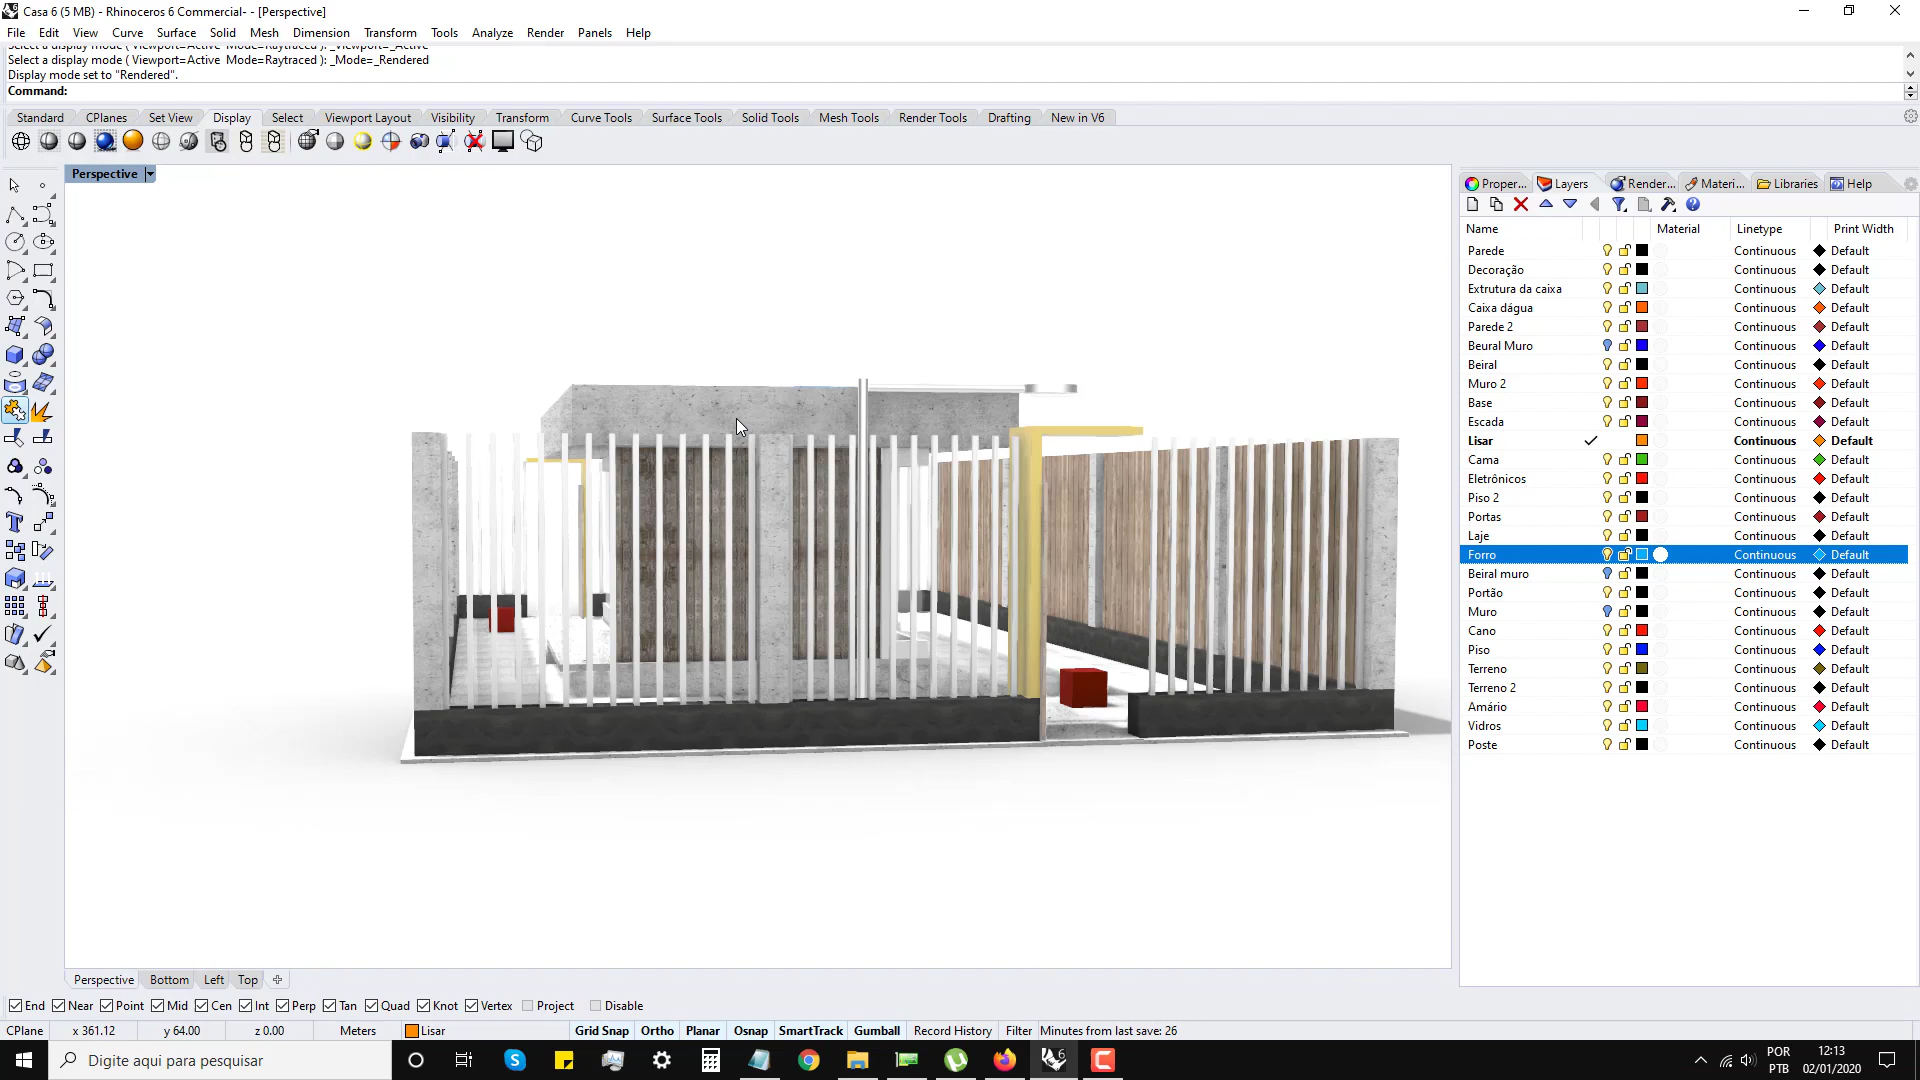 Casa 6 (5 MB) - Rhinoceros 6 Commercial- - [Perspective]
File Edit View Curve Surface Solid Mesh Dimension Transform Tools Analyze Render Panels Help
Select a display mode ( Viewport=Active Mode=Raytraced ): _Viewport=_Active
Select a display mode ( Viewport=Active Mode=Raytraced ): _Mode=_Rendered
Display mode set to "Rendered".
Command:
Standard CPlanes Set View Display Select Viewport Layout Visibility Transform Curve Tools Surface Tools Solid Tools Mesh Tools Render Tools Drafting New in V6
Perspective
Proper... Layers Render... Materi... Libraries Help
Name Material Linetype Print Width
Parede Continuous Default
Decoração Continuous Default
Extrutura da caixa Continuous Default
Caixa dágua Continuous Default
Parede 2 Continuous Default
Beural Muro Continuous Default
Beiral Continuous Default
Muro 2 Continuous Default
Base Continuous Default
Escada Continuous Default
Lisar Continuous Default
Cama Continuous Default
Eletrônicos Continuous Default
Piso 2 Continuous Default
Portas Continuous Default
Laje Continuous Default
Forro Continuous Default
Beiral muro Continuous Default
Portão Continuous Default
Muro Continuous Default
Cano Continuous Default
Piso Continuous Default
Terreno Continuous Default
Terreno 2 Continuous Default
Amário Continuous Default
Vidros Continuous Default
Poste Continuous Default
Perspective Bottom Left Top
End Near Point Mid Cen Int Perp Tan Quad Knot Vertex Project Disable
CPlane x 361.12 y 64.00 z 0.00 Meters Lisar Grid Snap Ortho Planar Osnap SmartTrack Gumball Record History Filter Minutes from last save: 26
Digite aqui para pesquisar
POR
PTB
12:13
02/01/2020